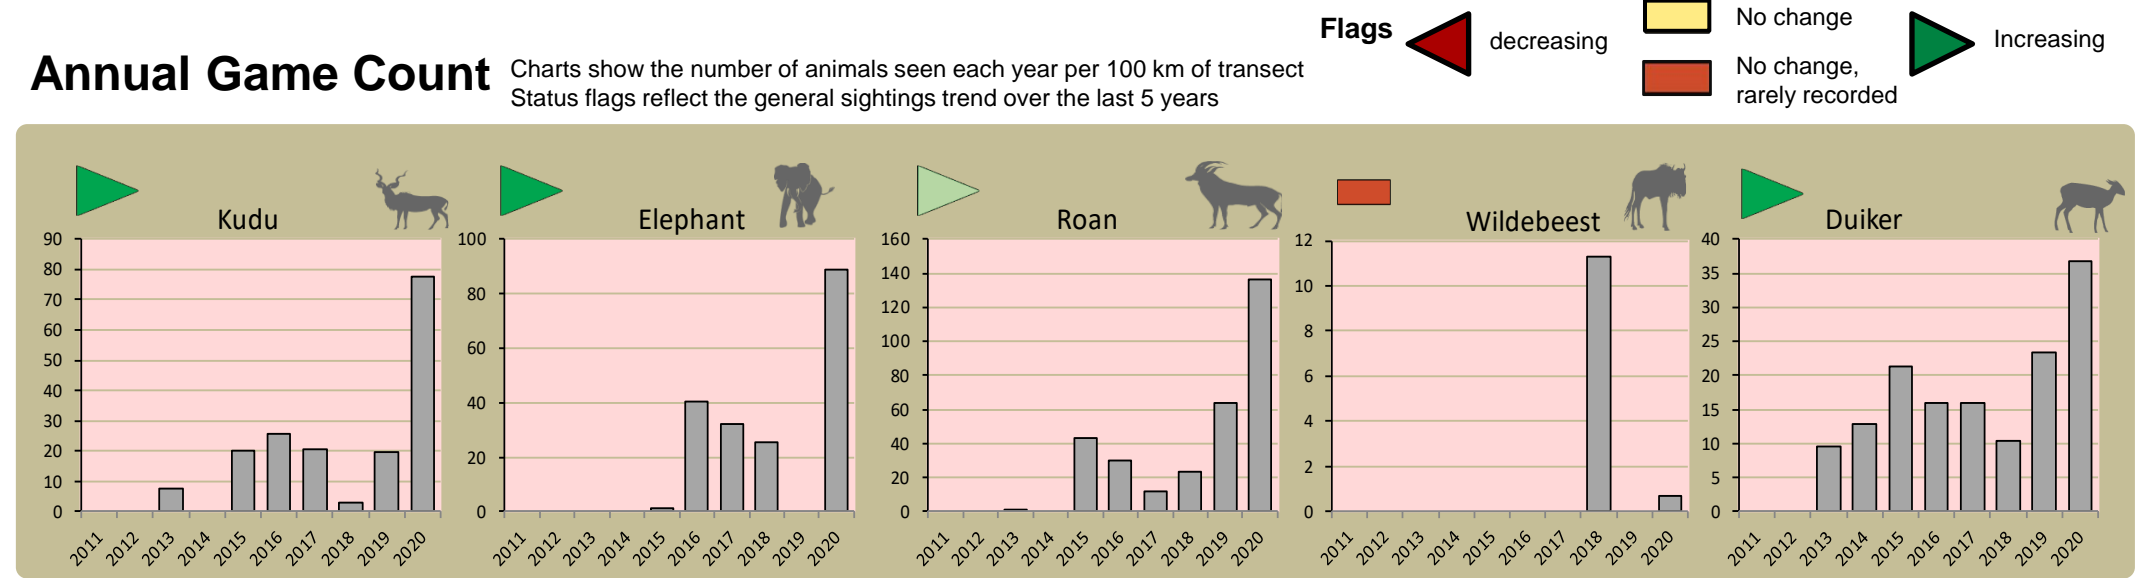 Annual Game Count
Charts show the number of animals seen each year per 100 km of transect
Status flags reflect the general sightings trend over the last 5 years
Flags
decreasing
No change
No change,
rarely recorded
Increasing
Kudu
90
80
70
60
50
40
30
20
10
0
2011 2012 2013 2014 2015 2016 2017 2018 2019 2020
Elephant
100
80
60
40
20
0
2011 2012 2013 2014 2015 2016 2017 2018 2019 2020
Roan
160
140
120
100
80
60
40
20
0
2011 2012 2013 2014 2015 2016 2017 2018 2019 2020
Wildebeest
12
10
8
6
4
2
0
2011 2012 2013 2014 2015 2016 2017 2018 2019 2020
Duiker
40
35
30
25
20
15
10
5
0
2011 2012 2013 2014 2015 2016 2017 2018 2019 2020